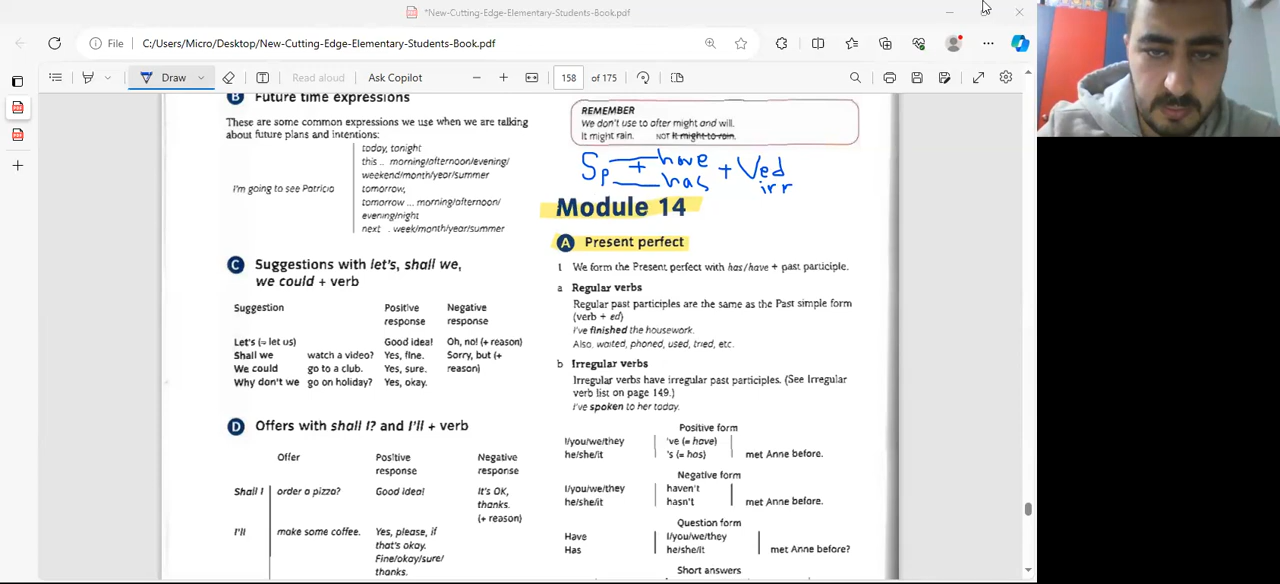 *New-Cutting-Edge-Elementary-Students-Book.pdf
File C:/Users/Micro/Desktop/New-Cutting-Edge-Elementary-Students-Book.pdf
Draw Read aloud Ask Copilot 158 of 175
B Future time expressions
These are some common expressions we use when we are talking
about future plans and intentions:
today, tonight
this .. morning/afternoon/evening/
weekend/month/year/summer
I'm going to see Patricia tomorrow,
tomorrow ... morning/afternoon/
evening/night
next . week/month/year/summer
C Suggestions with let's, shall we,
we could + verb
Suggestion Positive Negative
response response
Let's (= let us) Good idea! Oh, no! (+ reason)
Shall we watch a video? Yes, fine. Sorry, but (+
We could go to a club. Yes, sure. reason)
Why don't we go on holiday? Yes, okay.
D Offers with shall I? and I'll + verb
Offer Positive Negative
response response
Shall I order a pizza? Good idea! It's OK,
thanks.
(+ reason)
I'll make some coffee. Yes, please, if
that's okay.
Fine/okay/sure/
thanks.
REMEMBER
We don't use to after might and will.
It might rain. NOT It might to rain.
Sp + have + Ved
has irr
Module 14
A Present perfect
1 We form the Present perfect with has/have + past participle.
a Regular verbs
Regular past participles are the same as the Past simple form
(verb + ed)
I've finished the housework.
Also, waited, phoned, used, tried, etc.
b Irregular verbs
Irregular verbs have irregular past participles. (See Irregular
verb list on page 149.)
I've spoken to her today.
Positive form
I/you/we/they 've (= have)
he/she/it 's (= has) met Anne before.
Negative form
I/you/we/they haven't
he/she/it hasn't met Anne before.
Question form
Have I/you/we/they
Has he/she/it met Anne before?
Short answers